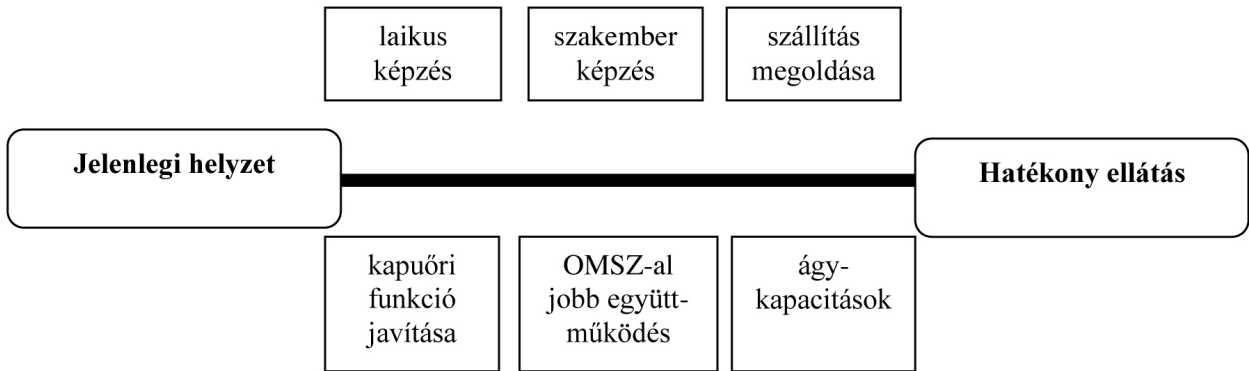 laikus
képzés
szakember
képzés
szállítás
megoldása
Jelenlegi helyzet
Hatékony ellátás
kapuőri
funkció
javítása
OMSZ-al
jobb együtt-
működés
ágy-
kapacitások